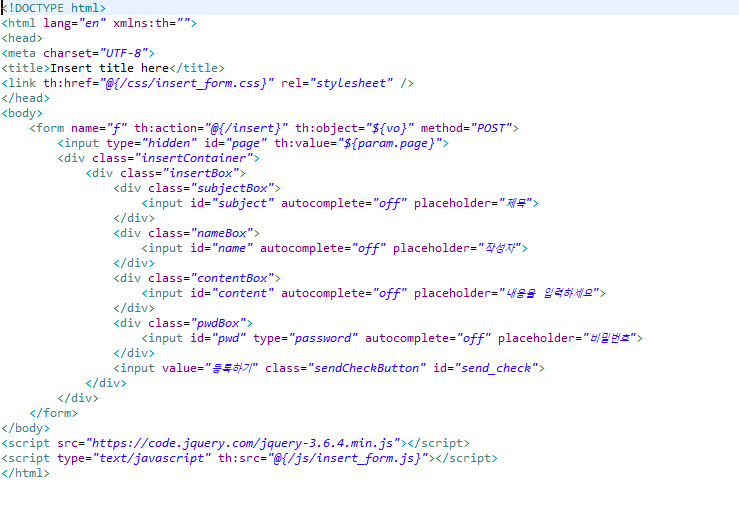 <!DOCTYPE html>
<html lang="en" xmlns:th="">
<head>
<meta charset="UTF-8">
<title>Insert title here</title>
<link th:href="@{/css/insert_form.css}" rel="stylesheet" />
</head>
<body>
    <form name="f" th:action="@{/insert}" th:object="${vo}" method="POST">
        <input type="hidden" id="page" th:value="${param.page}">
        <div class="insertContainer">
            <div class="insertBox">
                <div class="subjectBox">
                    <input id="subject" autocomplete="off" placeholder="제목">
                </div>
                <div class="nameBox">
                    <input id="name" autocomplete="off" placeholder="작성자">
                </div>
                <div class="contentBox">
                    <input id="content" autocomplete="off" placeholder="내용을 입력하세요">
                </div>
                <div class="pwdBox">
                    <input id="pwd" type="password" autocomplete="off" placeholder="비밀번호">
                </div>
                <input value="등록하기" class="sendCheckButton" id="send_check">
            </div>
        </div>
    </form>
</body>
<script src="https://code.jquery.com/jquery-3.6.4.min.js"></script>
<script type="text/javascript" th:src="@{/js/insert_form.js}"></script>
</html>